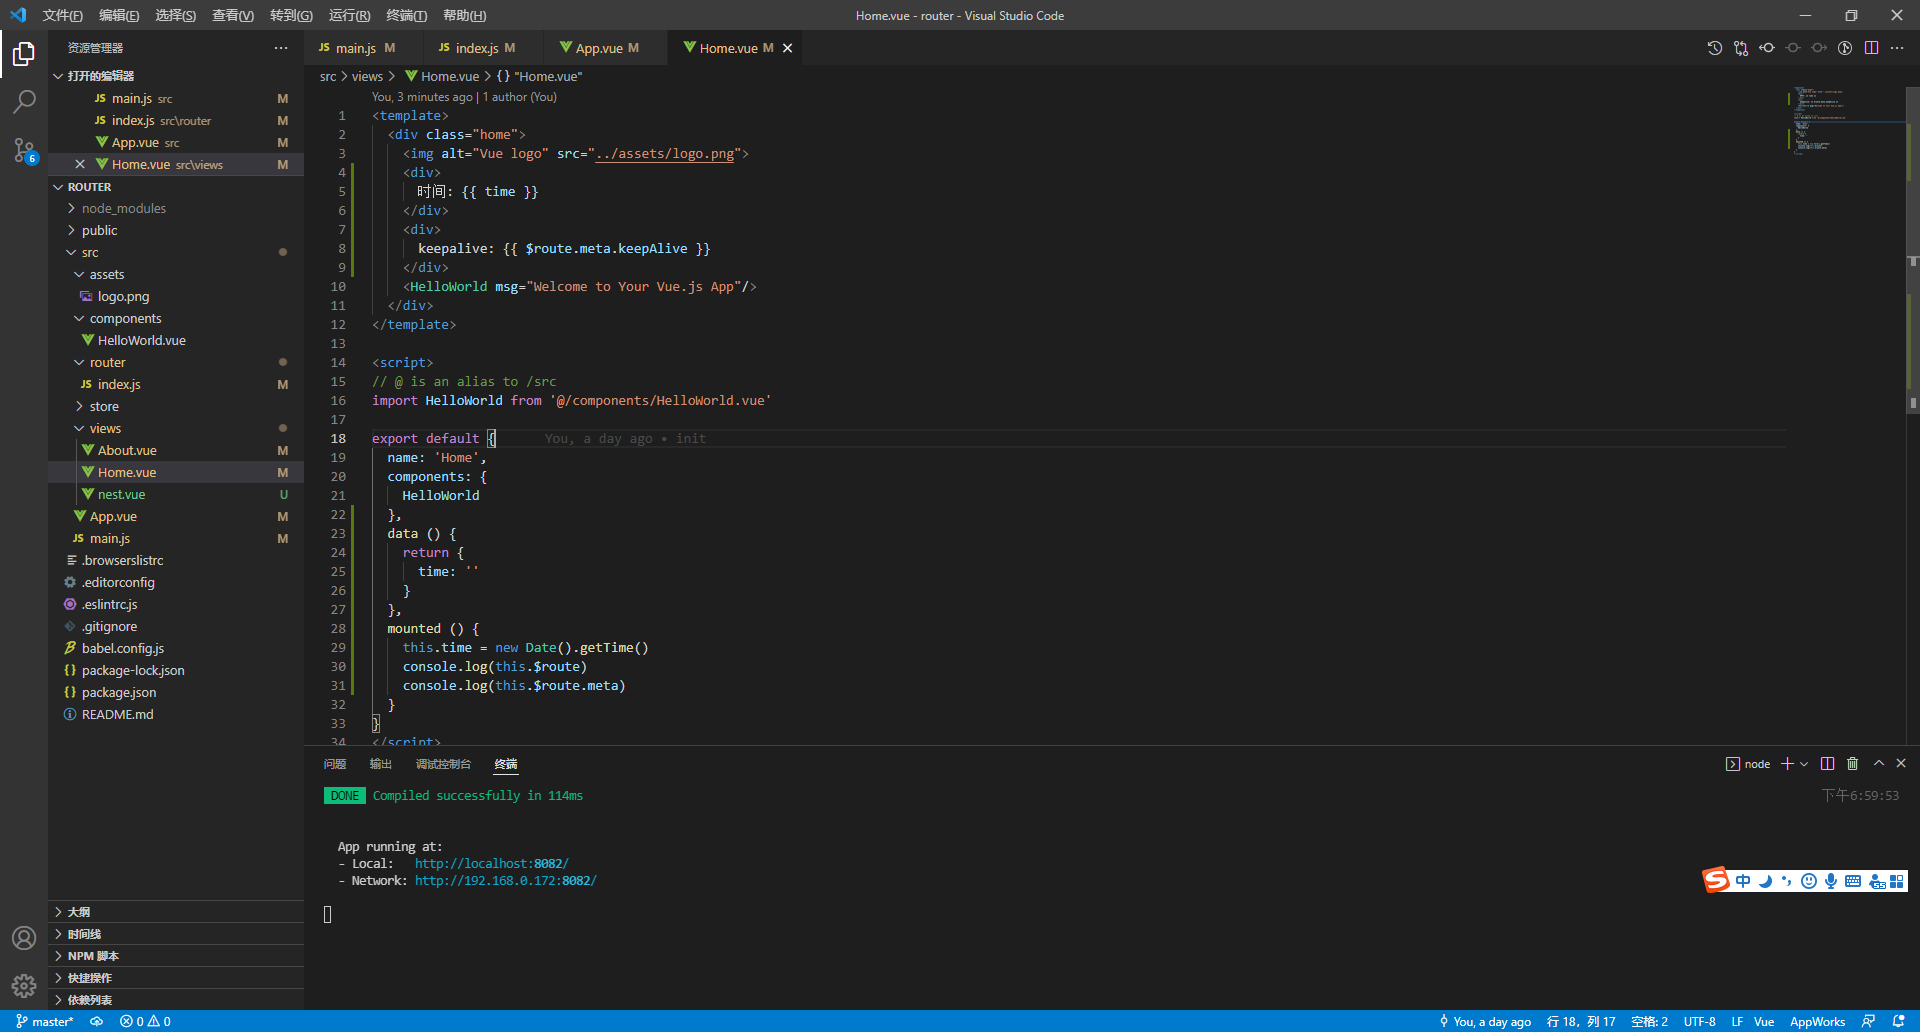 文件(F) 编辑(E) 选择(S) 查看(V) 转到(G) 运行(R) 终端(T) 帮助(H) Home.vue - router - Visual Studio Code
资源管理器
打开的编辑器
JS main.js src M
JS index.js src\router M
App.vue src M
Home.vue src\views M
6
ROUTER
node_modules
public
src
assets
logo.png
components
HelloWorld.vue
router
JS index.js M
store
views
About.vue M
Home.vue M
nest.vue U
App.vue M
JS main.js M
.browserslistrc
.editorconfig
.eslintrc.js
.gitignore
babel.config.js
package-lock.json
package.json
README.md
大纲
时间线
NPM 脚本
快捷操作
依赖列表
JS main.js M JS index.js M App.vue M Home.vue M
src > views > Home.vue > {} "Home.vue"
You, 3 minutes ago | 1 author (You)
1 <template>
2 <div class="home">
3 <img alt="Vue logo" src="../assets/logo.png">
4 <div>
5 时间: {{ time }}
6 </div>
7 <div>
8 keepalive: {{ $route.meta.keepAlive }}
9 </div>
10 <HelloWorld msg="Welcome to Your Vue.js App"/>
11 </div>
12 </template>
13
14 <script>
15 // @ is an alias to /src
16 import HelloWorld from '@/components/HelloWorld.vue'
17
18 export default { You, a day ago • init
19 name: 'Home',
20 components: {
21 HelloWorld
22 },
23 data () {
24 return {
25 time: ''
26 }
27 },
28 mounted () {
29 this.time = new Date().getTime()
30 console.log(this.$route)
31 console.log(this.$route.meta)
32 }
33 }
34 </script>
问题 输出 调试控制台 终端 node
DONE Compiled successfully in 114ms 下午6:59:53
App running at:
- Local: http://localhost:8082/
- Network: http://192.168.0.172:8082/
S 中
master* 0 0 You, a day ago 行 18，列 17 空格: 2 UTF-8 LF Vue AppWorks